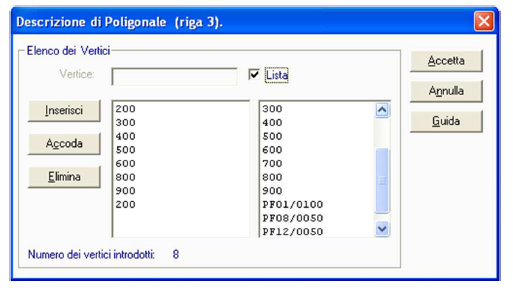 Descrizione di Poligonale (riga 3).
Elenco dei Vertici
Vertice:
Lista
Accetta
Annulla
Guida
Inserisci
Accoda
Elimina
200
300
400
500
600
800
900
200
300
400
500
600
700
800
900
PF01/0100
PF08/0050
PF12/0050
Numero dei vertici introdotti: 8